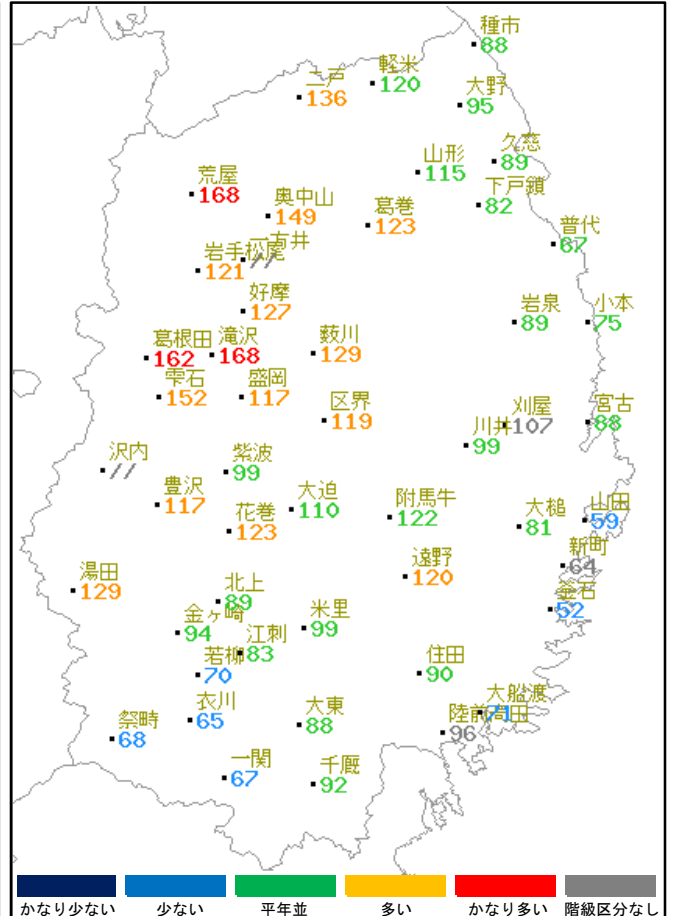 種市
88
軽米
120
二戸
136
大野
95
久慈
89
山形
115
荒屋
168
下戸鎖
82
奥中山
149
葛巻
123
普代
67
一方井
//
岩手松尾
121
好摩
127
岩泉
89
小本
75
薮川
129
滝沢
168
葛根田
162
雫石
152
盛岡
117
区界
119
刈屋
107
宮古
88
川井
99
沢内
//
紫波
99
豊沢
117
大迫
110
附馬牛
122
大槌
81
山田
59
花巻
123
新町
64
湯田
129
遠野
120
釜石
52
北上
89
金ヶ崎
94
米里
99
江刺
83
若柳
70
住田
90
衣川
65
大船渡
71
祭畤
68
大東
88
陸前高田
96
一関
67
千厩
92
かなり少ない 少ない 平年並 多い かなり多い 階級区分なし